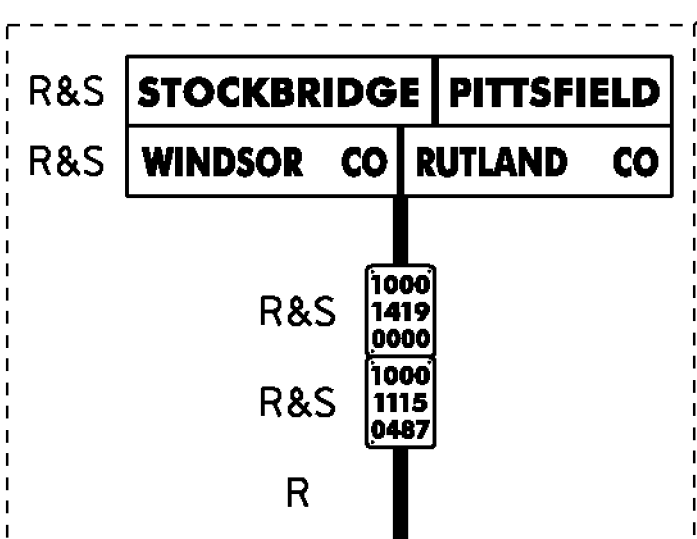 R&S STOCKBRIDGE PITTSFIELD
R&S WINDSOR CO RUTLAND CO
1000
R&S 1419
0000
1000
R&S 1115
0487
R